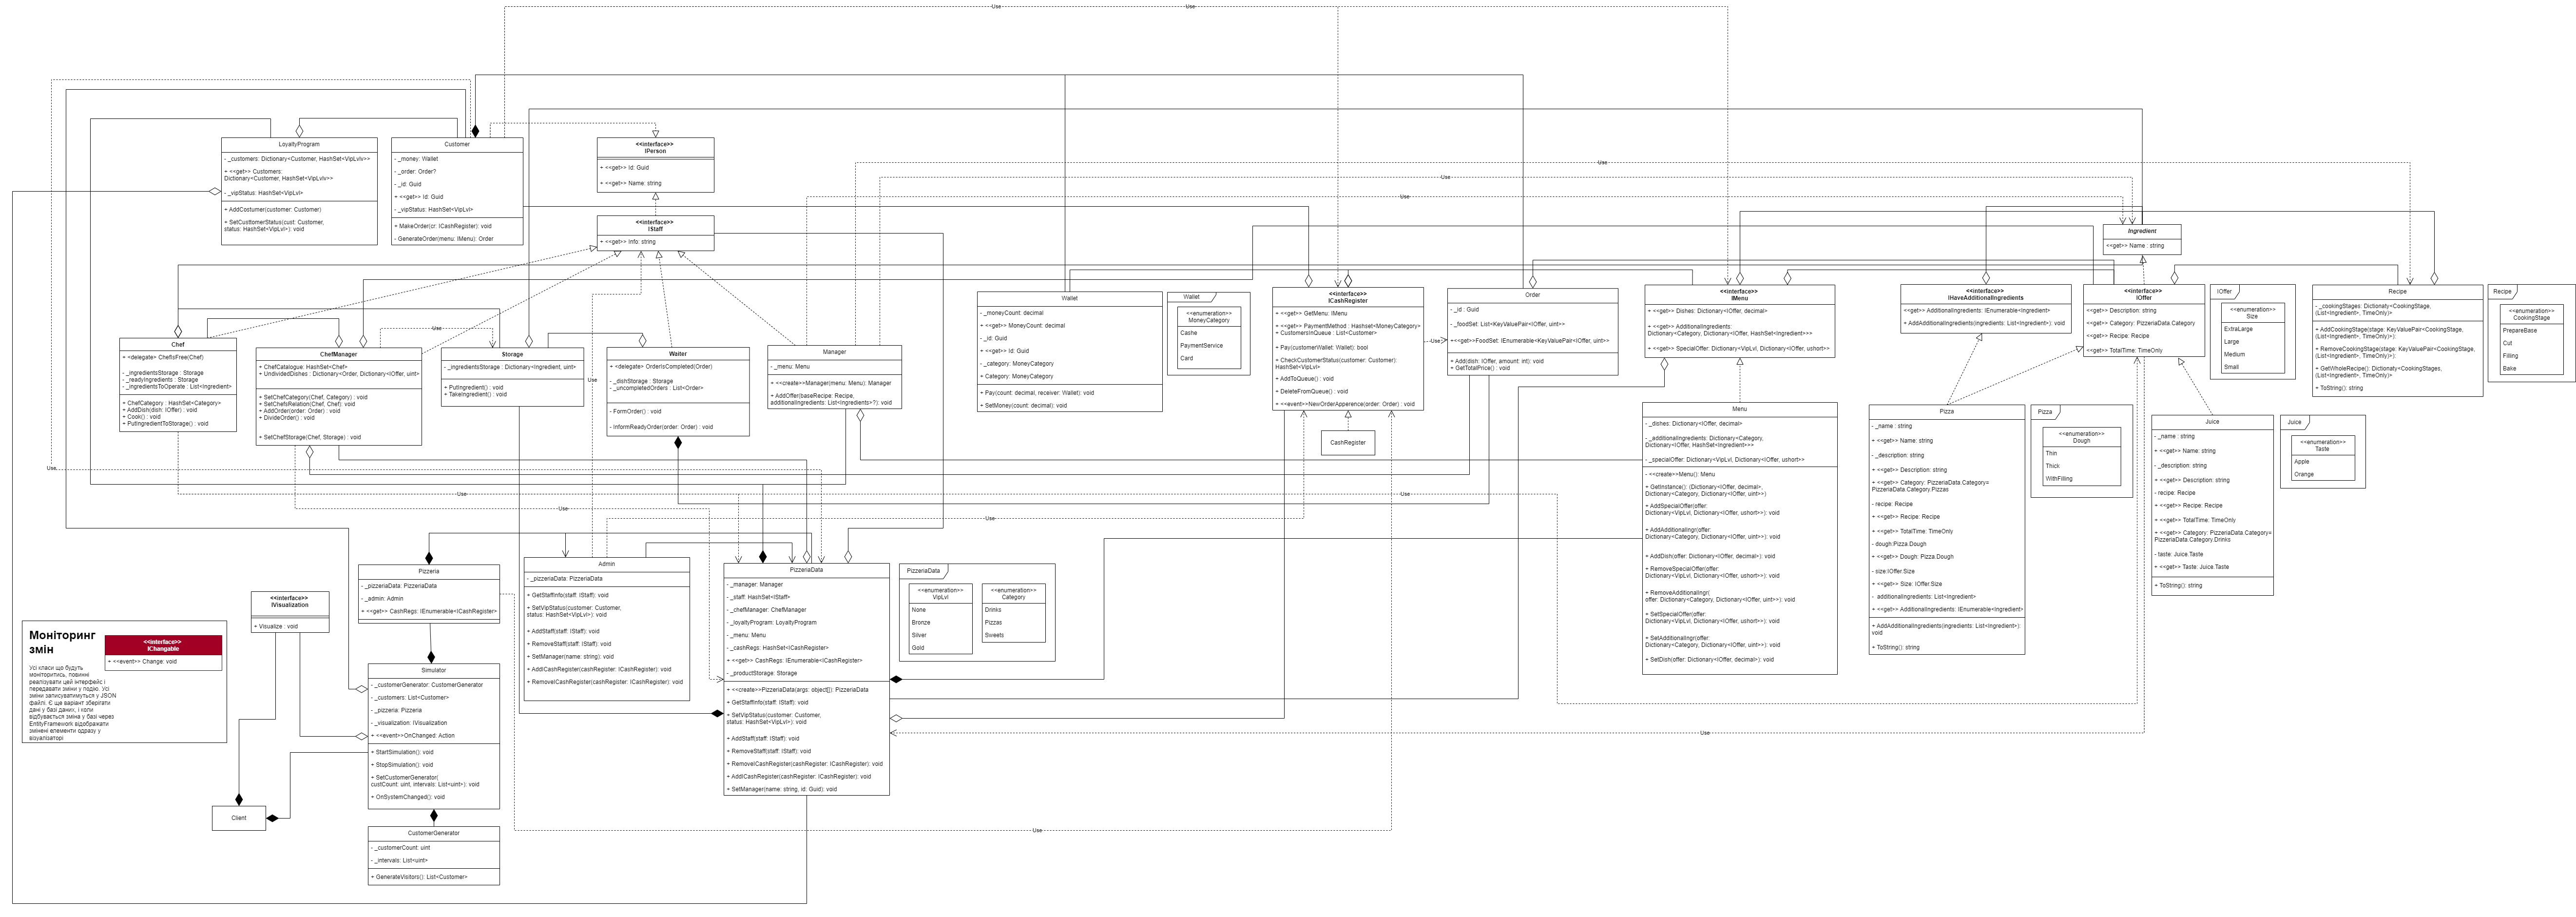 Use
Use
LoyaltyProgram
- _customers: Dictionary<Customer, HashSet<VipLvlv>>
+ <<get>> Customers:
Dictionary<Customer, HashSet<VipLvlv>>
- _vipStatus: HashSet<VipLvl>
+ AddCostumer(customer: Customer)
+ SetCusttomerStatus(cust: Customer,
status: HashSet<VipLvl>): void
Customer
- _money: Wallet
- _order: Order?
- _id: Guid
+ <<get>> Id: Guid
- _vipStatus: HashSet<VipLvl>
+ MakeOrder(cr: ICashRegister): void
- GenerateOrder(menu: IMenu): Order
<<interface>>
IPerson
+ <<get>> Id: Guid
+ <<get>> Name: string
<<interface>>
IStaff
+ <<get>> Info: string
Use
Use
Use
Ingredient
<<get>> Name : string
Chef
+ <delegate> ChefIsFree(Chef)
- _ingredientsStorage : Storage
- _readyIngredients : Storage
- _ingredientsToOperate : List<Ingredient>
+ ChefCategory : HashSet<Category>
+ AddDish(dish: IOffer) : void
+ Cook() : void
+ PutIngredientToStorage() : void
ChefManager
+ ChefCatalogue: HashSet<Chef>
+ UndividedDishes : Dictionary<Order, Dictionary<IOffer, uint>
+ SetChefCategory(Chef, Category) : void
+ SetChefsRelation(Chef, Chef): void
+ AddOrder(order: Order) : void
+ DivideOrder() : void
+ SetChefStorage(Chef, Storage) : void
Use
Storage
- _ingredientsStorage : Dictionary<Ingredient, uint>
+ PutIngredient() : void
+ TakeIngredient() : void
Use
Waiter
+ <delegate> OrderIsCompleted(Order)
- _dishStorage : Storage
- _uncompletedOrders : List<Order>
- FormOrder() : void
- InformReadyOrder(order: Order) : void
Manager
- _menu: Menu
+ <<create>>Manager(menu: Menu): Manager
+ AddOffer(baseRecipe: Recipe,
additionalIngredients: List<Ingredients>?): void
Wallet
- _moneyCount: decimal
+ <<get>> MoneyCount: decimal
- _id: Guid
+ <<get>> Id: Guid
- _category: MoneyCategory
+ Category: MoneyCategory
+ Pay(count: decimal, receiver: Wallet): void
+ SetMoney(count: decimal): void
Wallet
<<enumeration>>
MoneyCategory
Cashe
PaymentService
Card
<<interface>>
ICashRegister
+ <<get>> GetMenu: IMenu
+ <<get>> PaymentMethod : Hashset<MoneyCategory>
+ CustomersInQueue : List<Customer>
+ Pay(customerWallet: Wallet): bool
+ CheckCustomerStatus(customer: Customer):
HashSet<VipLvl>
+ AddToQueue() : void
+ DeleteFromQueue() : void
+ <<event>>NewOrderApperence(order: Order) : void
CashRegister
Use
Order
- _id : Guid
- _foodSet: List<KeyValuePair<IOffer, uint>>
+<<get>>FoodSet: IEnumerable<KeyValuePair<IOffer, uint>>
+ Add(dish: IOffer, amount: int): void
+ GetTotalPrice() : void
<<interface>>
IMenu
+ <<get>> Dishes: Dictionary<IOffer, decimal>
+ <<get>> AdditionalIngredients:
Dictionary<Category, Dictionary<IOffer, HashSet<Ingredient>>>
+ <<get>> SpecialOffer: Dictionary<VipLvl, Dictionary<IOffer, ushort>>
Menu
- _dishes: Dictionary<IOffer, decimal>
- _additionalIngredients: Dictionary<Category,
Dictionary<IOffer, HashSet<Ingredient>>>
- _specialOffer: Dictionary<VipLvl, Dictionary<IOffer, ushort>>
- <<create>>Menu(): Menu
+ GetInstance(): (Dictionary<IOffer, decimal>,
Dictionary<Category, Dictionary<IOffer, uint>>)
+ AddSpecialOffer(offer:
Dictionary<VipLvl, Dictionary<IOffer, ushort>>): void
+ AddAdditionalIngr(offer:
Dictionary<Category, Dictionary<IOffer, uint>>): void
+ AddDish(offer: Dictionary<IOffer, decimal>): void
+ RemoveSpecialOffer(offer:
Dictionary<VipLvl, Dictionary<IOffer, ushort>>): void
+ RemoveAdditionalIngr(
offer: Dictionary<Category, Dictionary<IOffer, uint>>): void
+ SetSpecialOffer(offer:
Dictionary<VipLvl, Dictionary<IOffer, ushort>>): void
+ SetAdditionalIngr(offer:
Dictionary<Category, Dictionary<IOffer, uint>>): void
+ SetDish(offer: Dictionary<IOffer, decimal>): void
<<interface>>
IHaveAdditionalIngredients
<<get>> AdditionalIngredients: IEnumerable<Ingredient>
+ AddAdditionalIngredients(ingredients: List<Ingredient>): void
<<interface>>
IOffer
<<get>> Description: string
<<get>> Category: PizzeriaData.Category
<<get>> Recipe: Recipe
<<get>> TotalTime: TimeOnly
IOffer
<<enumeration>>
Size
ExtraLarge
Large
Medium
Small
Recipe
- _cookingStages: Dictionaty<CookingStage,
(List<Ingredient>, TimeOnly)>
+ AddCookingStage(stage: KeyValuePair<CookingStage,
(List<Ingredient>, TimeOnly)>):
+ RemoveCookingStage(stage: KeyValuePair<CookingStage,
(List<Ingredient>, TimeOnly)>):
+ GetWholeRecipe(): Dictionaty<CookingStages,
(List<Ingredient>, TimeOnly)>
+ ToString(): string
Recipe
<<enumeration>>
CookingStage
PrepareBase
Cut
Filling
Bake
Pizza
- _name : string
+ <<get>> Name: string
- _description: string
+ <<get>> Description: string
+ <<get>> Category: PizzeriaData.Category=
PizzeriaData.Category.Pizzas
- recipe: Recipe
+ <<get>> Recipe: Recipe
+ <<get>> TotalTime: TimeOnly
- dough:Pizza.Dough
+ <<get>> Dough: Pizza.Dough
- size:IOffer.Size
+ <<get>> Size: IOffer.Size
- additionalIngredients: List<Ingredient>
+ <<get>> AdditionalIngredients: IEnumerable<Ingredient>
+ AddAdditionalIngredients(ingredients: List<Ingredient>):
void
+ ToString(): string
Pizza
<<enumeration>>
Dough
Thin
Thick
WithFilling
Juice
- _name : string
+ <<get>> Name: string
- _description: string
+ <<get>> Description: string
- recipe: Recipe
+ <<get>> Recipe: Recipe
+ <<get>> TotalTime: TimeOnly
+ <<get>> Category: PizzeriaData.Category=
PizzeriaData.Category.Drinks
- taste: Juice.Taste
+ <<get>> Taste: Juice.Taste
+ ToString(): string
Juice
<<enumeration>>
Taste
Apple
Orange
Use
Use
Use
Use
Use
Pizzeria
- _pizzeriaData: PizzeriaData
- _admin: Admin
+ <<get>> CashRegs: IEnumerable<ICashRegister>
Admin
- _pizzeriaData: PizzeriaData
+ GetStaffInfo(staff: IStaff): void
+ SetVipStatus(customer: Customer,
status: HashSet<VipLvl>): void
+ AddStaff(staff: IStaff): void
+ RemoveStaff(staff: IStaff): void
+ SetManager(name: string): void
+ AddICashRegister(cashRegister: ICashRegister): void
+ RemoveICashRegister(cashRegister: ICashRegister): void
PizzeriaData
- _manager: Manager
- _staff: HashSet<IStaff>
- _chefManager: ChefManager
- _loyaltyProgram: LoyaltyProgram
- _menu: Menu
- _cashRegs: HashSet<ICashRegister>
+ <<get>> CashRegs: IEnumerable<ICashRegister>
- _productStorage: Storage
+ <<create>>PizzeriaData(args: object[]): PizzeriaData
+ GetStaffInfo(staff: IStaff): void
+ SetVipStatus(customer: Customer,
status: HashSet<VipLvl>): void
+ AddStaff(staff: IStaff): void
+ RemoveStaff(staff: IStaff): void
+ RemoveICashRegister(cashRegister: ICashRegister): void
+ AddICashRegister(cashRegister: ICashRegister): void
+ SetManager(name: string, id: Guid): void
PizzeriaData
<<enumeration>>
VipLvl
None
Bronze
Silver
Gold
<<enumeration>>
Category
Drinks
Pizzas
Sweets
<<interface>>
IVisualization
+ Visualize : void
Моніторинг
змін
Усі класи що будуть
моніторитись, повинні
реалізувати цей інтерфейс і
передавати зміни у подію. Усі
зміни записуватимуться у JSON
файлі. Є ще варіант зберігати
дані у базі даних, і коли
відбувається зміна у базі через
EntityFramework відображати
змінені елементи одразу у
візуалізаторі
<<interface>>
IChangable
+ <<event>> Change: void
Simulator
- _customerGenerator: CustomerGenerator
- _customers: List<Customer>
- _pizzeria: Pizzeria
- _visualization: IVisualization
+ <<event>>OnChanged: Action
+ StartSimulation(): void
+ StopSimulation(): void
+ SetCustomerGenerator(
custCount: uint, intervals: List<uint>): void
+ OnSystemChanged(): void
Use
Client
CustomerGenerator
- _customerCount: uint
- _intervals: List<uint>
+ GenerateVisitors(): List<Customer>
Use